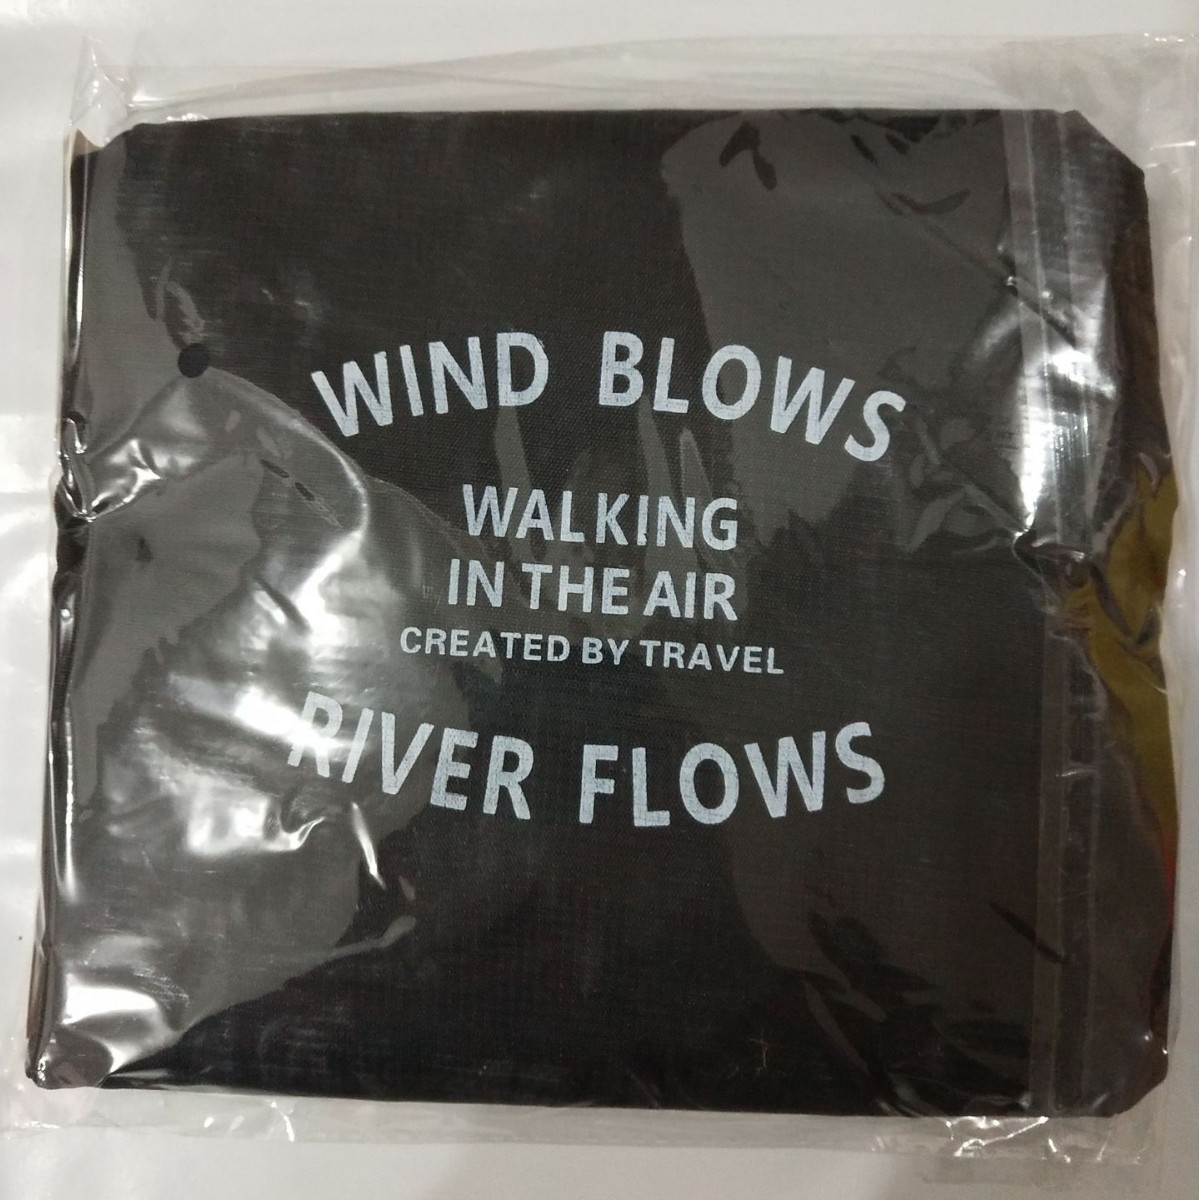 WIND BLOWS
WALKING
IN THE AIR
CREATED BY TRAVEL
RIVER FLOWS